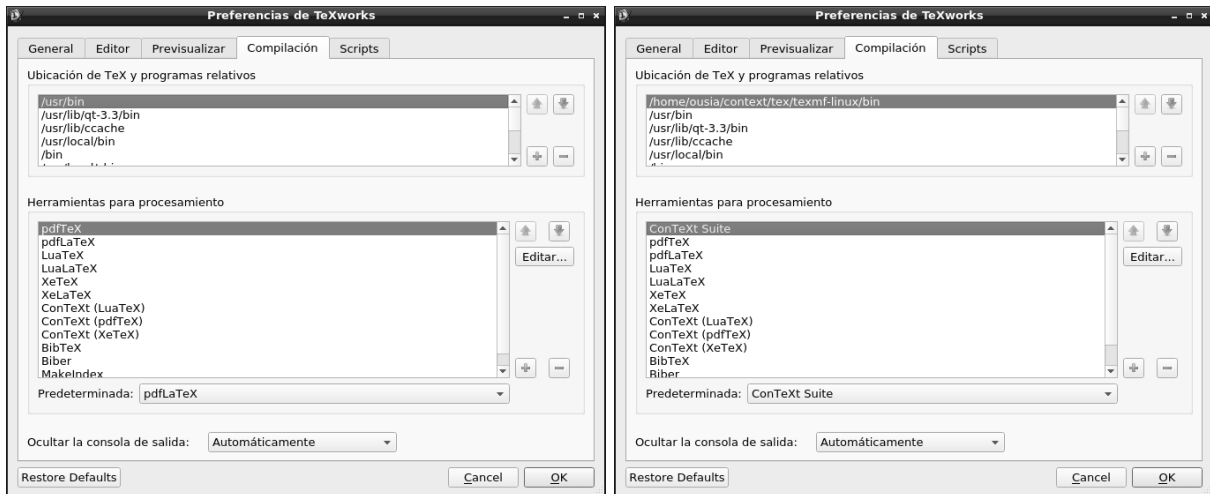 Preferencias de TeXworks
General Editor Previsualizar Compilación Scripts
Ubicación de TeX y programas relativos
/usr/bin
/usr/lib/qt-3.3/bin
/usr/lib/ccache
/usr/local/bin
/bin
Herramientas para procesamiento
pdfTeX
pdfLaTeX
LuaTeX
LuaLaTeX
XeTeX
XeLaTeX
ConTeXt (LuaTeX)
ConTeXt (pdfTeX)
ConTeXt (XeTeX)
BibTeX
Biber
MakeIndex
Editar...
Predeterminada: pdfLaTeX
Ocultar la consola de salida: Automáticamente
Restore Defaults Cancel OK
Preferencias de TeXworks
General Editor Previsualizar Compilación Scripts
Ubicación de TeX y programas relativos
/home/ousia/context/tex/texmf-linux/bin
/usr/bin
/usr/lib/qt-3.3/bin
/usr/lib/ccache
/usr/local/bin
Herramientas para procesamiento
ConTeXt Suite
pdfTeX
pdfLaTeX
LuaTeX
LuaLaTeX
XeTeX
XeLaTeX
ConTeXt (LuaTeX)
ConTeXt (pdfTeX)
ConTeXt (XeTeX)
BibTeX
Biber
Editar...
Predeterminada: ConTeXt Suite
Ocultar la consola de salida: Automáticamente
Restore Defaults Cancel OK